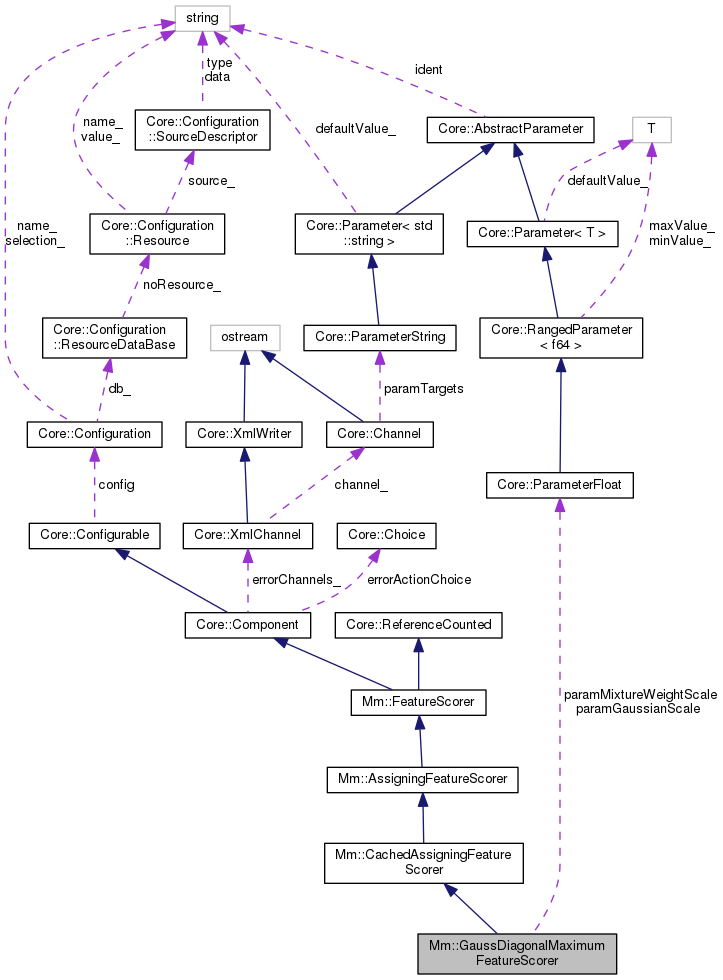 string
type
data
ident
Core::Configuration
::SourceDescriptor
Core::AbstractParameter
T
name_
value_
defaultValue_
source_
defaultValue_
name_
selection_
Core::Configuration
::Resource
Core::Parameter< std
::string >
Core::Parameter< T >
maxValue_
minValue_
noResource_
Core::Configuration
::ResourceDataBase
ostream
Core::ParameterString
Core::RangedParameter
< f64 >
db_
paramTargets
Core::Configuration
Core::XmlWriter
Core::Channel
config
channel_
Core::ParameterFloat
Core::Configurable
Core::XmlChannel
Core::Choice
errorChannels_
errorActionChoice
Core::Component
Core::ReferenceCounted
Mm::FeatureScorer
paramMixtureWeightScale
paramGaussianScale
Mm::AssigningFeatureScorer
Mm::CachedAssigningFeature
Scorer
Mm::GaussDiagonalMaximum
FeatureScorer